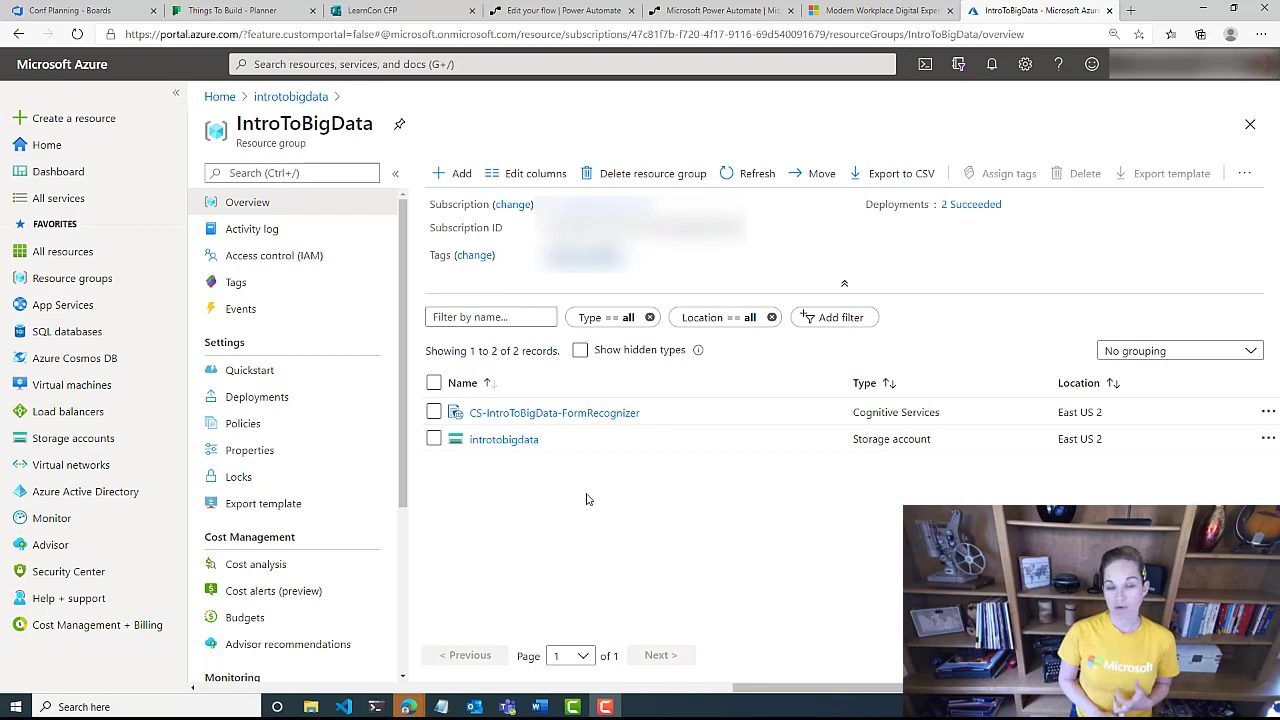 Conf Planning - Boards
Things To Build - Planner
LearnCon CFP
Edit your flow | Power Automate
Microsoft Power Automate | Mic
Modern Workplace Digital Exper
IntroToBigData - Microsoft Azur
https://portal.azure.com/?feature.customportal=false#@microsoft.onmicrosoft.com/resource/subscriptions/47c81f7b-f720-4f17-9116-69d540091679/resourceGroups/IntroToBigData/overview
Microsoft Azure
Search resources, services, and docs (G+/)
Create a resource
Home
Dashboard
All services
FAVORITES
All resources
Resource groups
App Services
SQL databases
Azure Cosmos DB
Virtual machines
Load balancers
Storage accounts
Virtual networks
Azure Active Directory
Monitor
Advisor
Security Center
Help + support
Cost Management + Billing
Home > introtobigdata >
IntroToBigData
Resource group
Search (Ctrl+/)
Overview
Activity log
Access control (IAM)
Tags
Events
Settings
Quickstart
Deployments
Policies
Properties
Locks
Export template
Cost Management
Cost analysis
Cost alerts (preview)
Budgets
Advisor recommendations
Monitoring
Add
Edit columns
Delete resource group
Refresh
Move
Export to CSV
Assign tags
Delete
Export template
Subscription (change)
Deployments : 2 Succeeded
Subscription ID
Tags (change)
Filter by name...
Type == all
Location == all
Add filter
Showing 1 to 2 of 2 records.
Show hidden types
No grouping
Name
Type
Location
CS-IntroToBigData-FormRecognizer
Cognitive Services
East US 2
introtobigdata
Storage account
East US 2
< Previous
Page 1 of 1
Next >
Microsoft
Search here